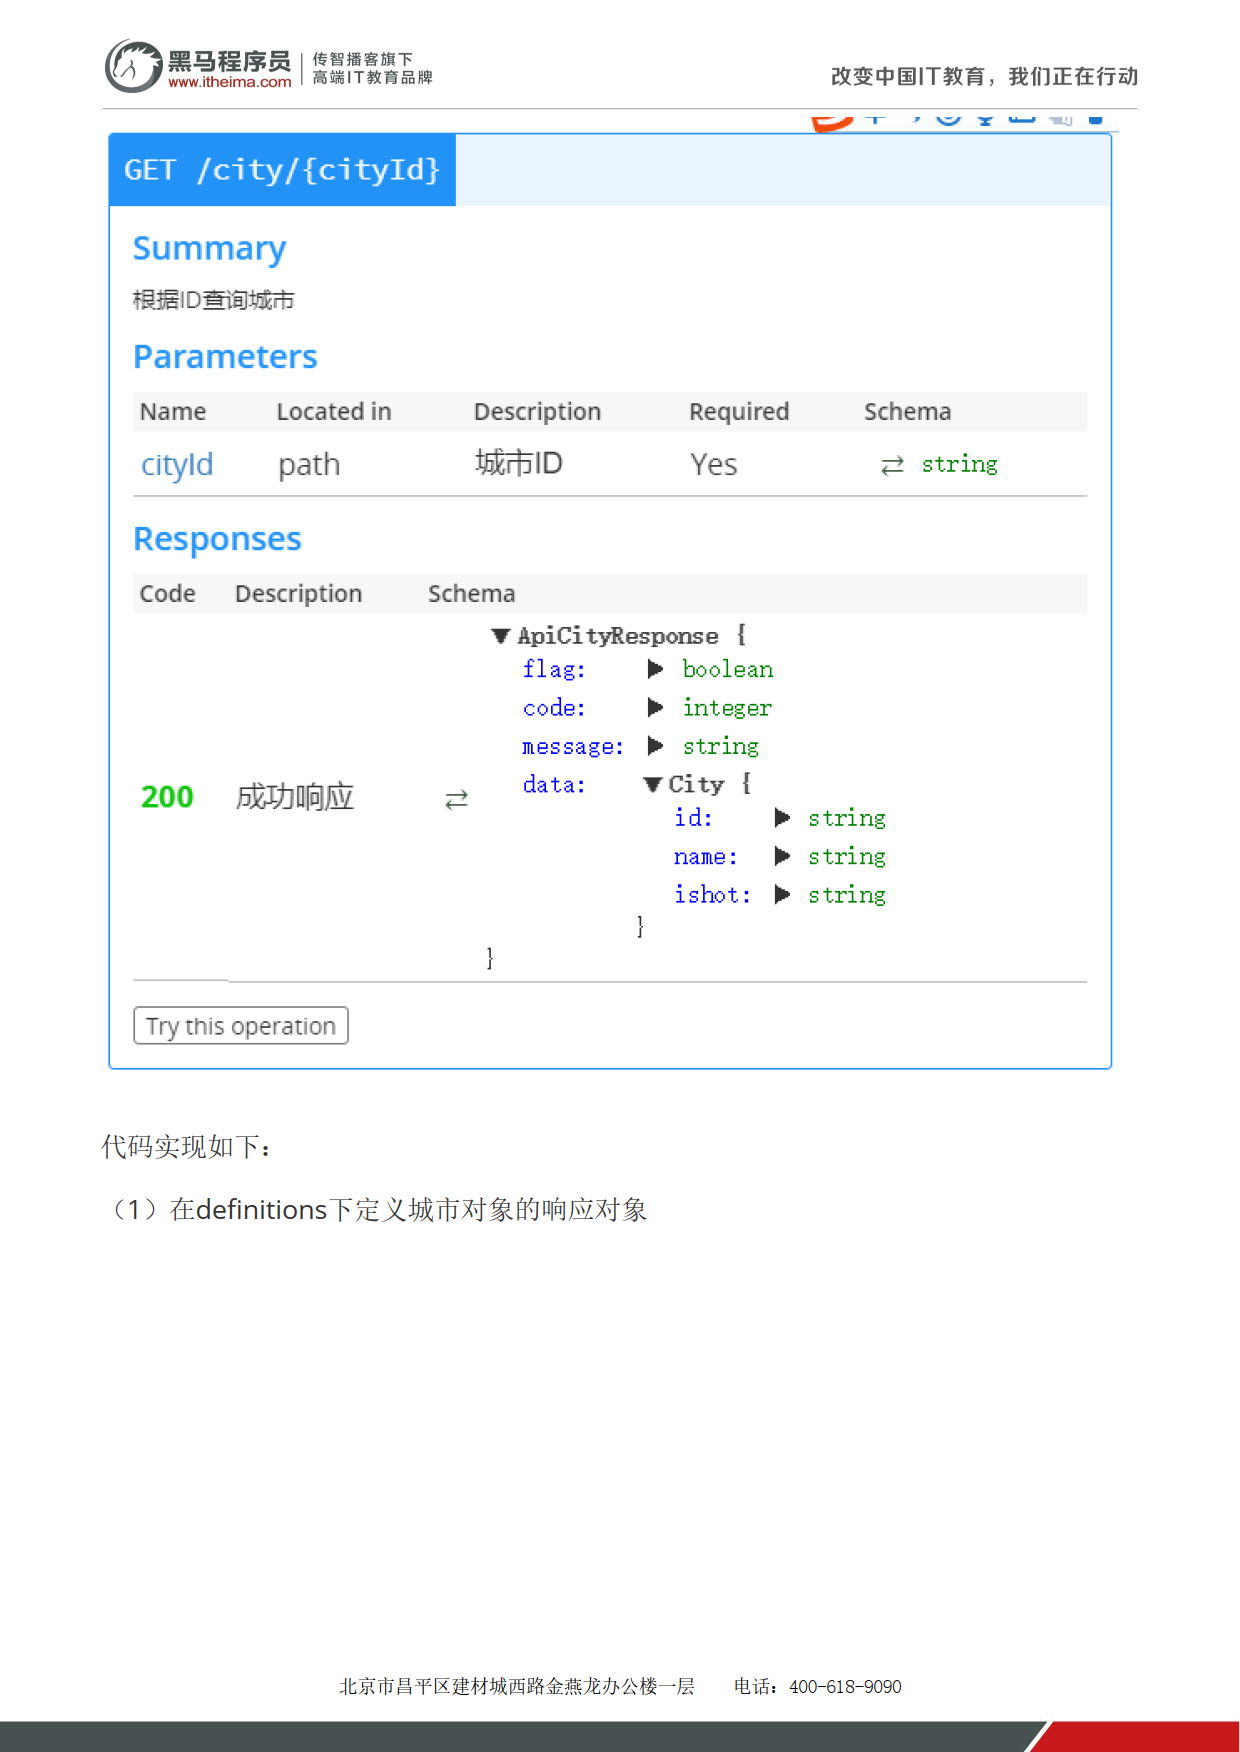 黑马程序员
www.itheima.com
传智播客旗下
高端IT教育品牌
改变中国IT教育，我们正在行动
GET /city/{cityId}
Summary
根据ID查询城市
Parameters
Name Located in Description Required Schema
cityId path 城市ID Yes ⇄ string
Responses
Code Description Schema
▼ ApiCityResponse {
flag: ▶ boolean
code: ▶ integer
message: ▶ string
data: ▼ City {
200 成功响应 ⇄
id: ▶ string
name: ▶ string
ishot: ▶ string
}
}
Try this operation
代码实现如下：
（1）在definitions下定义城市对象的响应对象
北京市昌平区建材城西路金燕龙办公楼一层 电话：400-618-9090